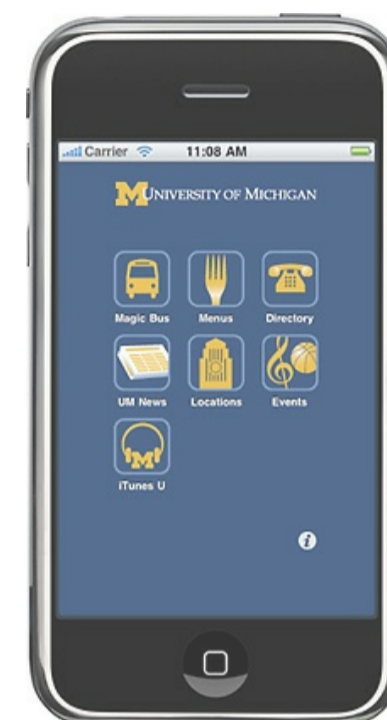 Carrier 11:08 AM
M UNIVERSITY OF MICHIGAN
Magic Bus Menus Directory
UM News Locations Events
M
iTunes U
i